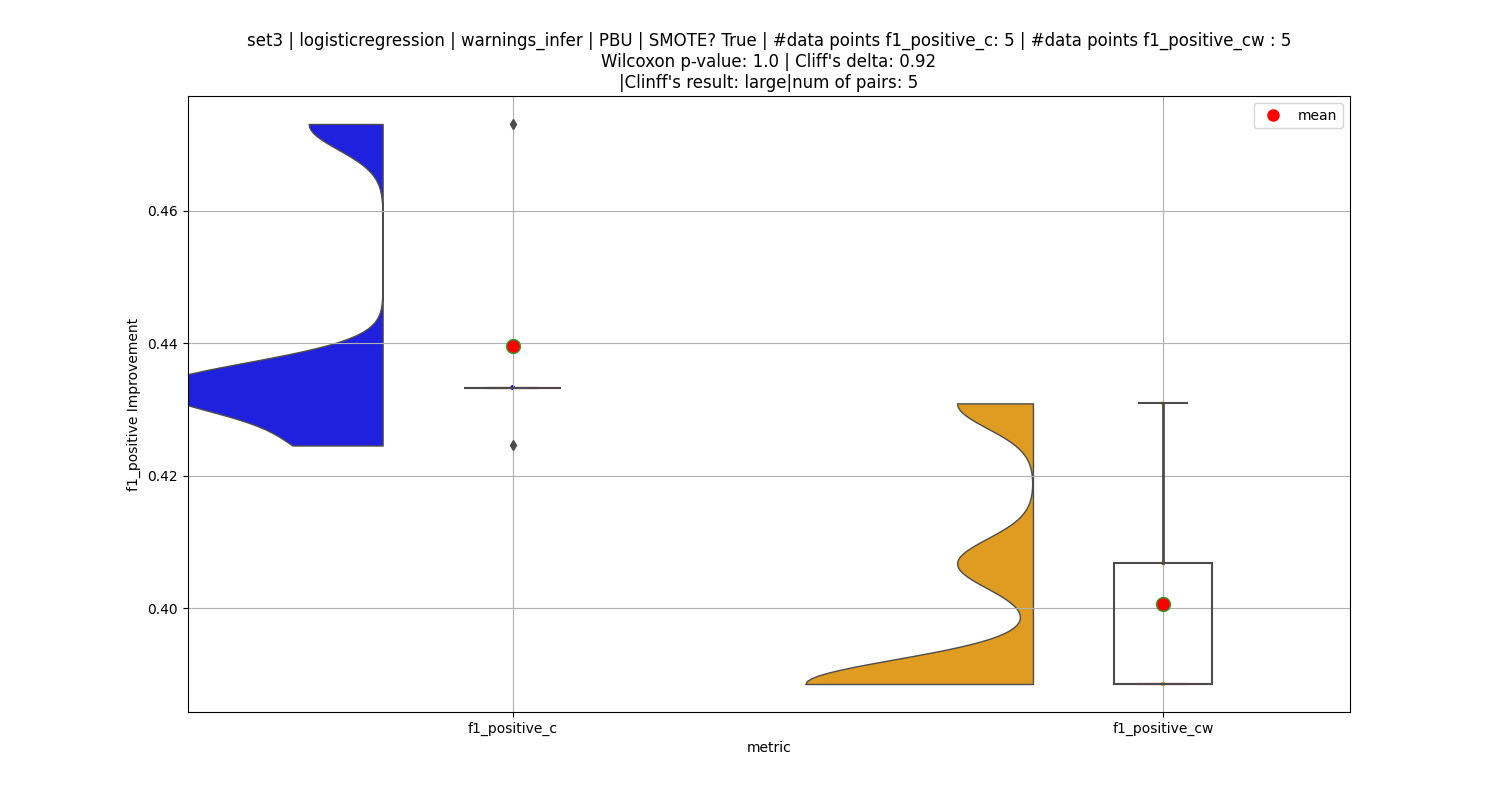 set3 | logisticregression | warnings_infer | PBU | SMOTE? True | #data points f1_positive_c: 5 | #data points f1_positive_cw : 5
Wilcoxon p-value: 1.0 | Cliff's delta: 0.92
|Clinff's result: large|num of pairs: 5
mean
f1_positive Improvement
0.46
0.44
0.42
0.40
f1_positive_c
f1_positive_cw
metric